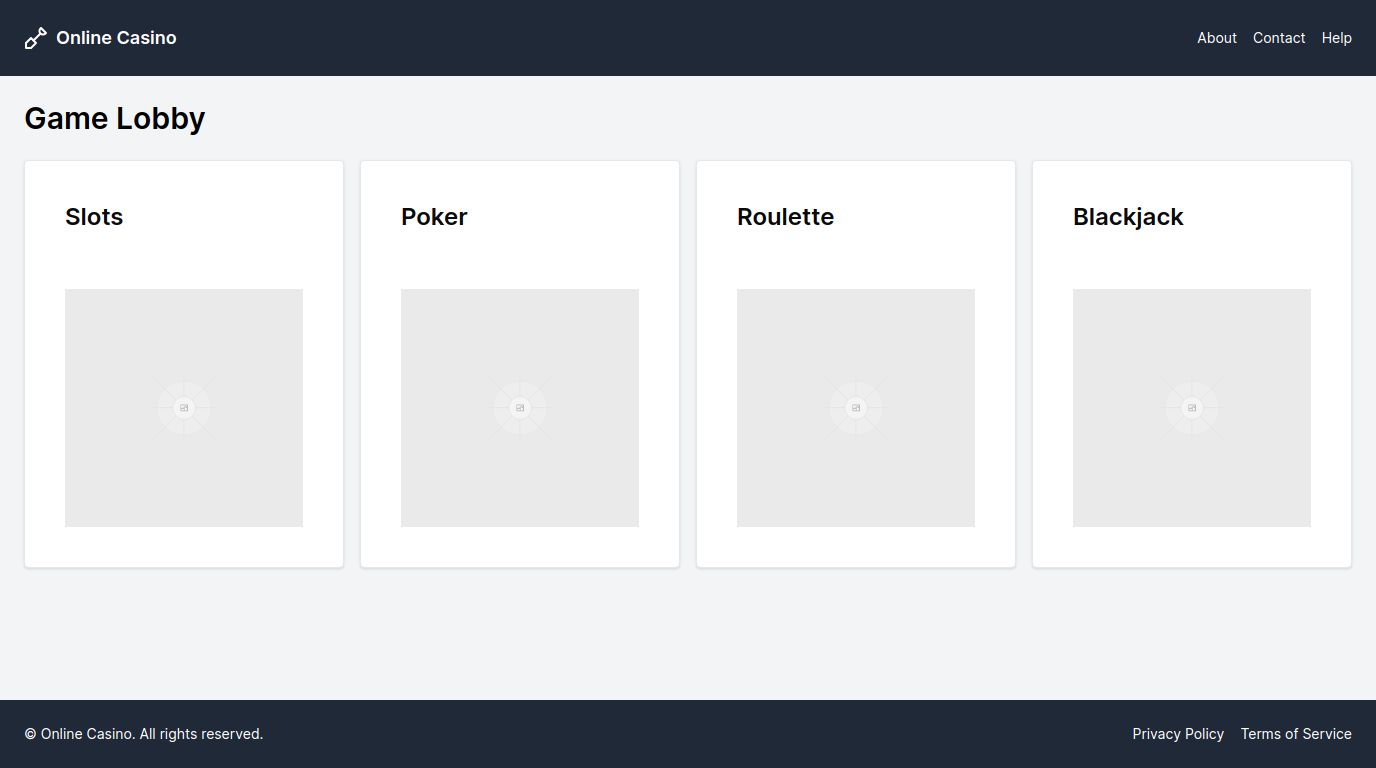 Online Casino
About Contact Help
Game Lobby
Slots
Poker
Roulette
Blackjack
© Online Casino. All rights reserved.
Privacy Policy Terms of Service